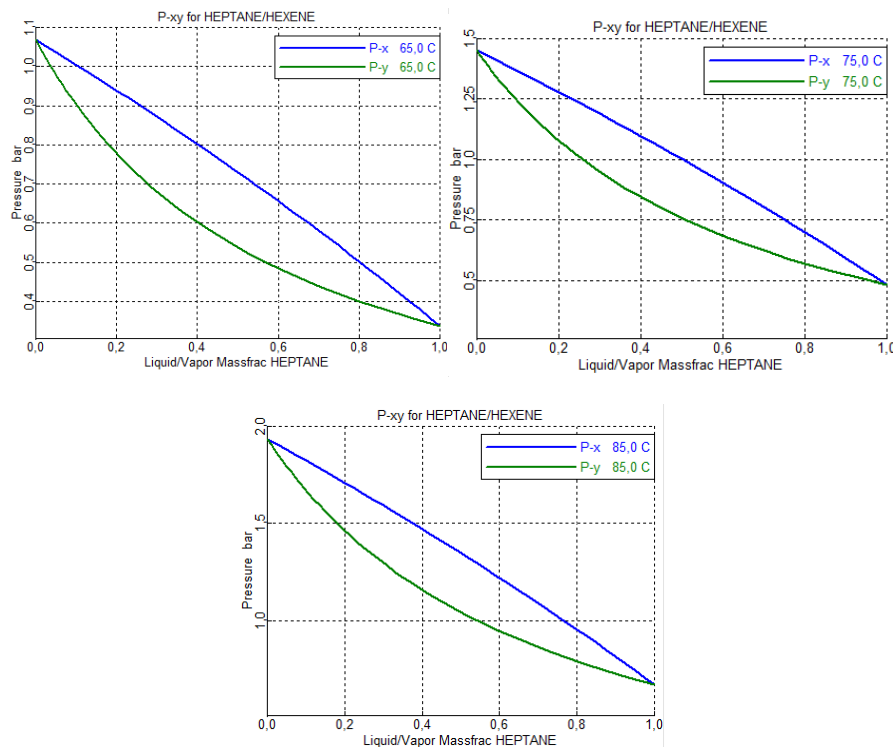 P-xy for HEPTANE/HEXENE
P-x 65,0 C
P-y 65,0 C
Pressure bar
1.1
1.0
0.9
0.8
0.7
0.6
0.5
0.4
0,0 0,2 0,4 0,6 0,8 1,0
Liquid/Vapor Massfrac HEPTANE
P-xy for HEPTANE/HEXENE
P-x 75,0 C
P-y 75,0 C
Pressure bar
1.5
1.25
1.0
0.75
0.5
0,0 0,2 0,4 0,6 0,8 1,0
Liquid/Vapor Massfrac HEPTANE
P-xy for HEPTANE/HEXENE
P-x 85,0 C
P-y 85,0 C
Pressure bar
2.0
1.5
1.0
0,0 0,2 0,4 0,6 0,8 1,0
Liquid/Vapor Massfrac HEPTANE